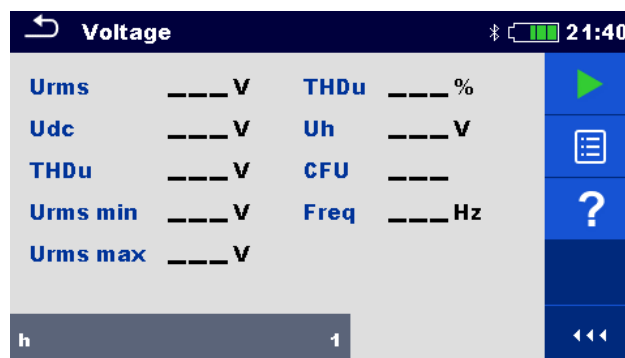 Voltage 21:40
Urms ___V THDu ___%
Udc ___V Uh ___V
THDu ___V CFU ___
Urms min ___V Freq ___Hz
Urms max ___V
?
h 1